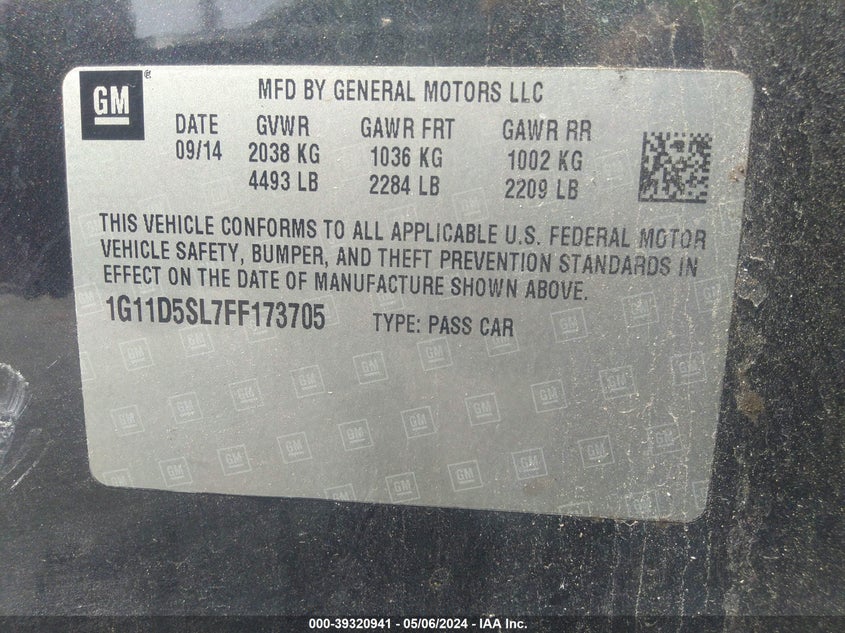 GM
MFD BY GENERAL MOTORS LLC
DATE GVWR GAWR FRT GAWR RR
09/14 2038 KG 1036 KG 1002 KG
4493 LB 2284 LB 2209 LB
THIS VEHICLE CONFORMS TO ALL APPLICABLE U.S. FEDERAL MOTOR
VEHICLE SAFETY, BUMPER, AND THEFT PREVENTION STANDARDS IN
EFFECT ON THE DATE OF MANUFACTURE SHOWN ABOVE.
1G11D5SL7FF173705 TYPE: PASS CAR
000-39320941 - 05/06/2024 - IAAI Inc.